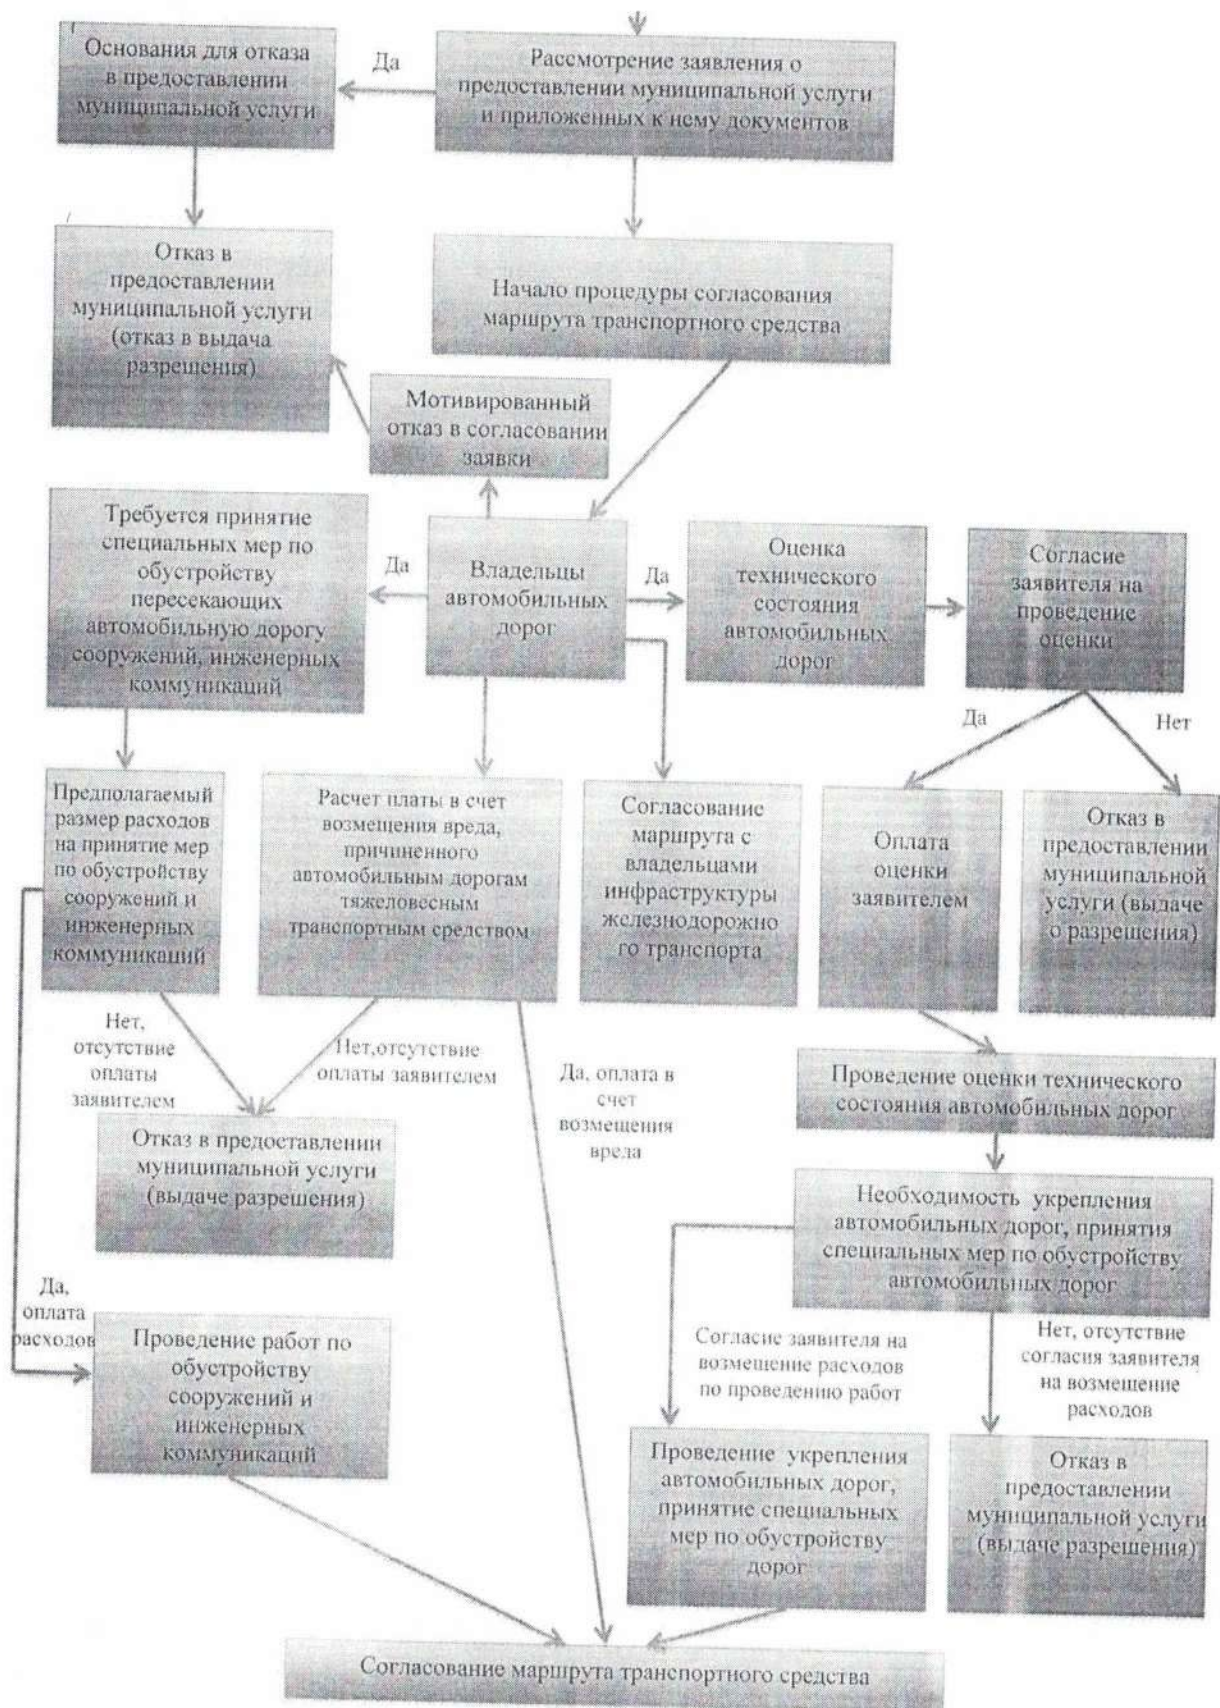 Основания для отказа
в предоставлении
муниципальной услуги
Да
Рассмотрение заявления о
предоставлении муниципальной услуги
и приложенных к нему документов
Отказ в
предоставлении
муниципальной услуги
(отказ в выдача
разрешения)
Начало процедуры согласования
маршрута транспортного средства
Мотивированный
отказ в согласовании
заявки
Требуется принятие
специальных мер по
обустройству
пересекающих
автомобильную дорогу
сооружений, инженерных
коммуникаций
Да
Владельцы
автомобильных
дорог
Да
Оценка
технического
состояния
автомобильных
дорог
Согласие
заявителя на
проведение
оценки
Да
Нет
Предполагаемый
размер расходов
на принятие мер
по обустройству
сооружений и
инженерных
коммуникаций
Расчет платы в счет
возмещения вреда,
причиненного
автомобильным дорогам
тяжеловесным
транспортным средством
Согласование
маршрута с
владельцами
инфраструктуры
железнодорожно
го транспорта
Оплата
оценки
заявителем
Отказ в
предоставлении
муниципальной
услуги (выдаче
о разрешения)
Нет,
отсутствие
оплаты
заявителем
Нет,отсутствие
оплаты заявителем
Да, оплата в
счет
возмещения
вреда
Проведение оценки технического
состояния автомобильных дорог
Отказ в предоставлении
муниципальной услуги
(выдаче разрешения)
Необходимость укрепления
автомобильных дорог, принятия
специальных мер по обустройству
автомобильных дорог
Да,
оплата
расходов
Проведение работ по
обустройству
сооружений и
инженерных
коммуникаций
Согласие заявителя на
возмещение расходов
по проведению работ
Нет, отсутствие
согласия заявителя
на возмещение
расходов
Проведение укрепления
автомобильных дорог,
принятие специальных
мер по обустройству
дорог
Отказ в
предоставлении
муниципальной услуги
(выдаче разрешения)
Согласование маршрута транспортного средства